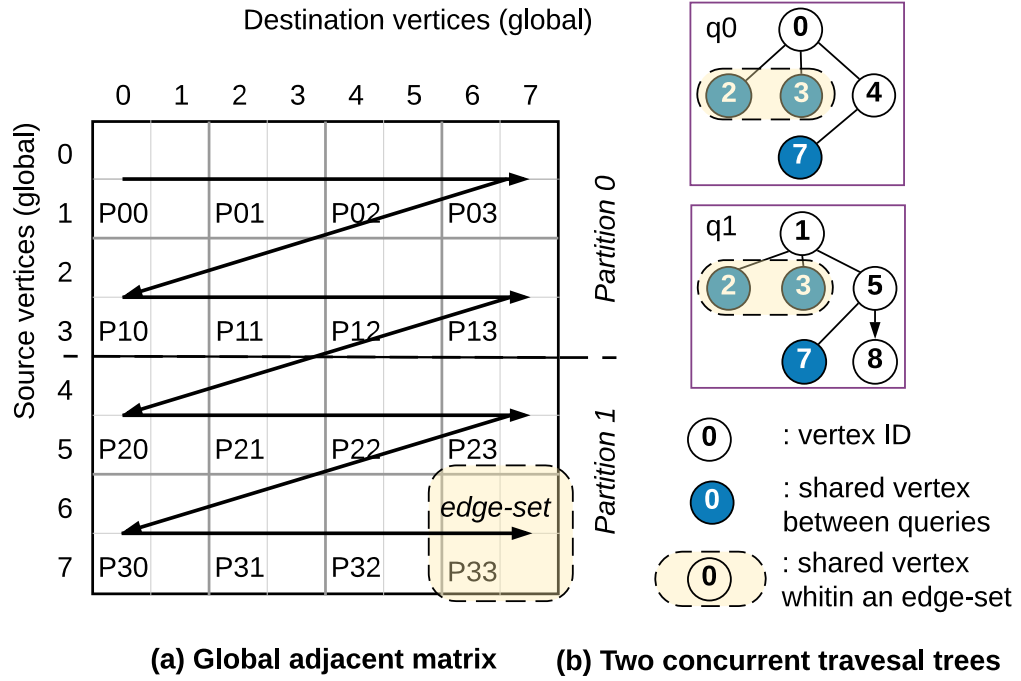 Destination vertices (global)
0 1 2 3 4 5 6 7
Source vertices (global)
0
1
2
3
4
5
6
7
P00 P01 P02 P03
P10 P11 P12 P13
P20 P21 P22 P23
edge-set
P30 P31 P32 P33
Partition 0
Partition 1
(a) Global adjacent matrix
q0
0
2 3 4
7
q1
1
2 3 5
7 8
0 : vertex ID
0 : shared vertex
between queries
0 : shared vertex
whitin an edge-set
(b) Two concurrent travesal trees